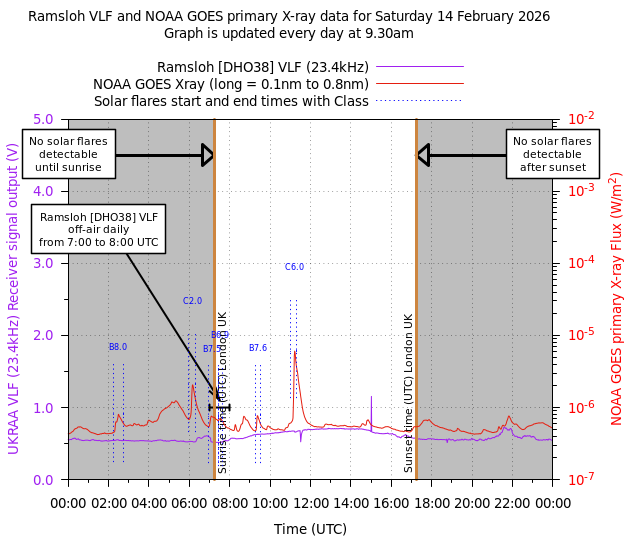 Ramsloh VLF and NOAA GOES primary X-ray data for Saturday 14 February 2026
Graph is updated every day at 9.30am
Ramsloh [DHO38] VLF (23.4kHz)
NOAA GOES Xray (long = 0.1nm to 0.8nm)
Solar flares start and end times with Class
5.0
4.0
3.0
2.0
1.0
0.0
UKRAA VLF (23.4kHz) Receiver signal output (V)
10-2
10-3
10-4
10-5
10-6
10-7
NOAA GOES primary X-ray Flux (W/m2)
No solar flares
detectable
until sunrise
No solar flares
detectable
after sunset
Ramsloh [DHO38] VLF
off-air daily
from 7:00 to 8:00 UTC
B8.0
C2.0
B7.6
C6.0
Sunrise time (UTC) London UK
Sunset time (UTC) London UK
00:00 02:00 04:00 06:00 08:00 10:00 12:00 14:00 16:00 18:00 20:00 22:00 00:00
Time (UTC)